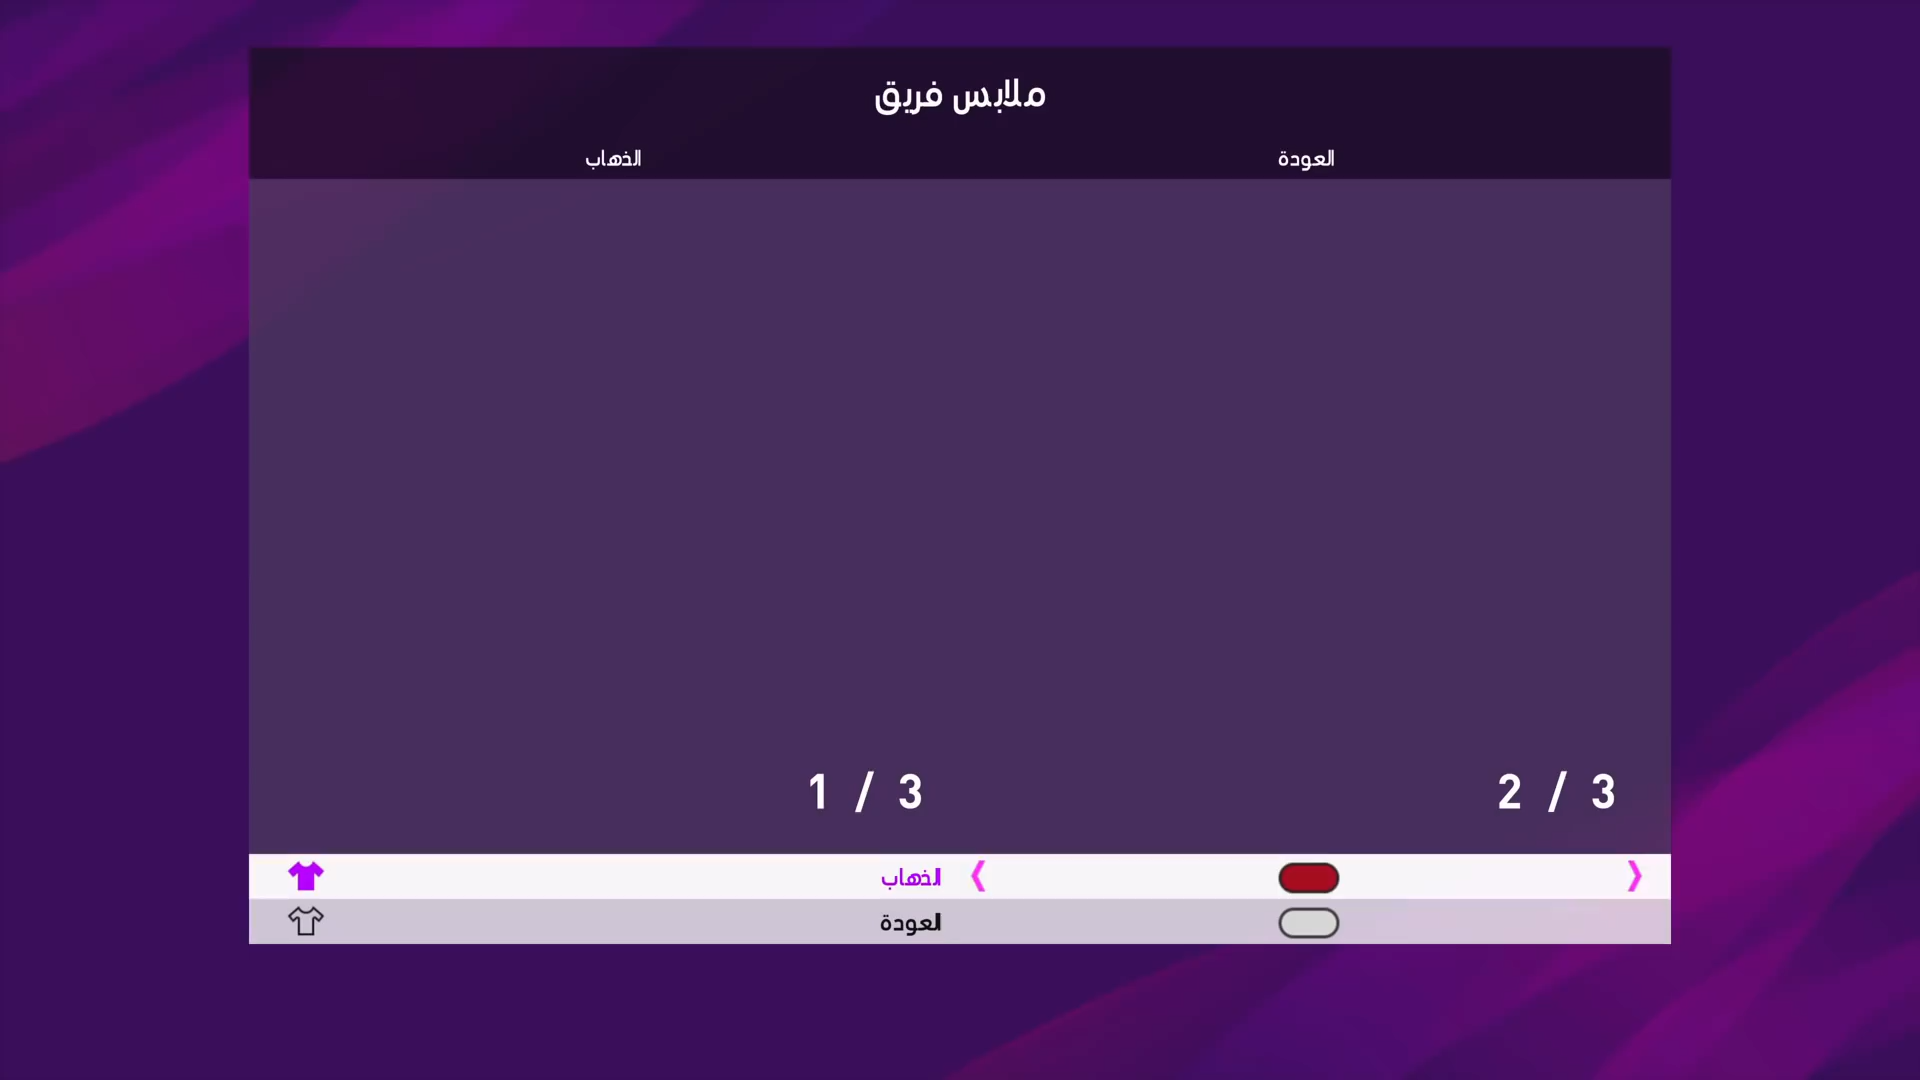 ملابس فريق
العودة
الذهاب
1 / 3
2 / 3
الذهاب
العودة